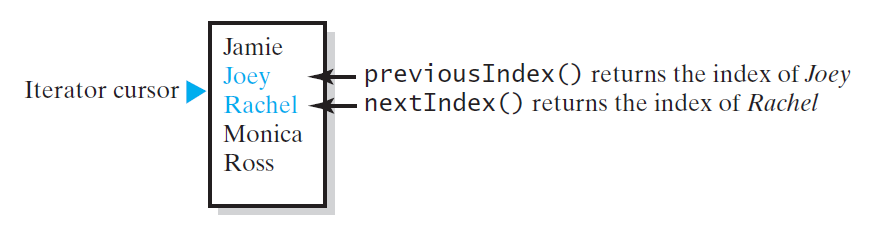 Jamie
Joey
Rachel
Monica
Ross
Iterator cursor
previousIndex() returns the index of Joey
nextIndex() returns the index of Rachel